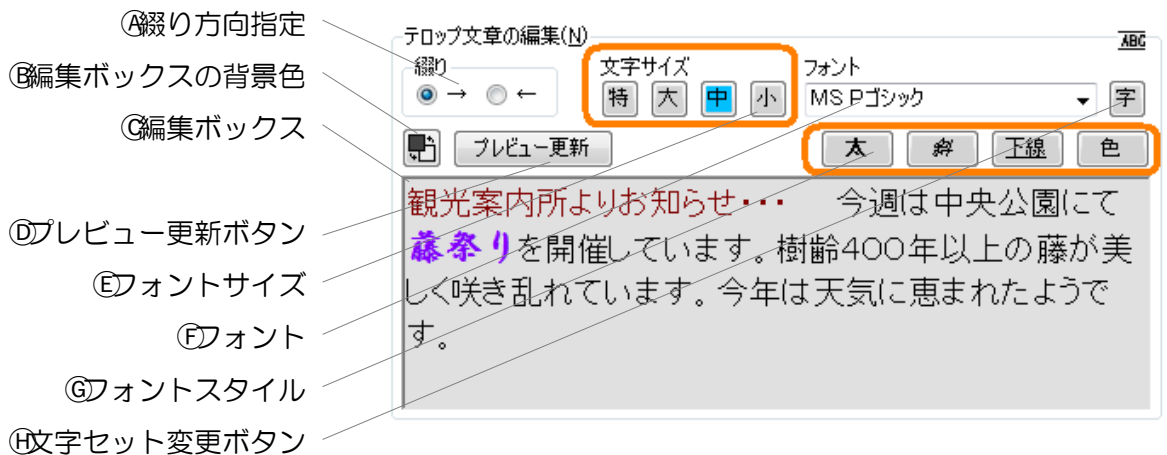 Ⓐ綴り方向指定
Ⓑ編集ボックスの背景色
Ⓒ編集ボックス
Ⓓプレビュー更新ボタン
Ⓔフォントサイズ
Ⓕフォント
Ⓖフォントスタイル
Ⓗ文字セット変更ボタン
テロップ文章の編集(N)
ABC
綴り
→ ←
文字サイズ
特 大 中 小
フォント
MS Pゴシック
字
プレビュー更新
太 斜 下線 色
観光案内所よりお知らせ・・・ 今週は中央公園にて
藤祭りを開催しています。樹齢400年以上の藤が美
しく咲き乱れています。今年は天気に恵まれたようで
す。